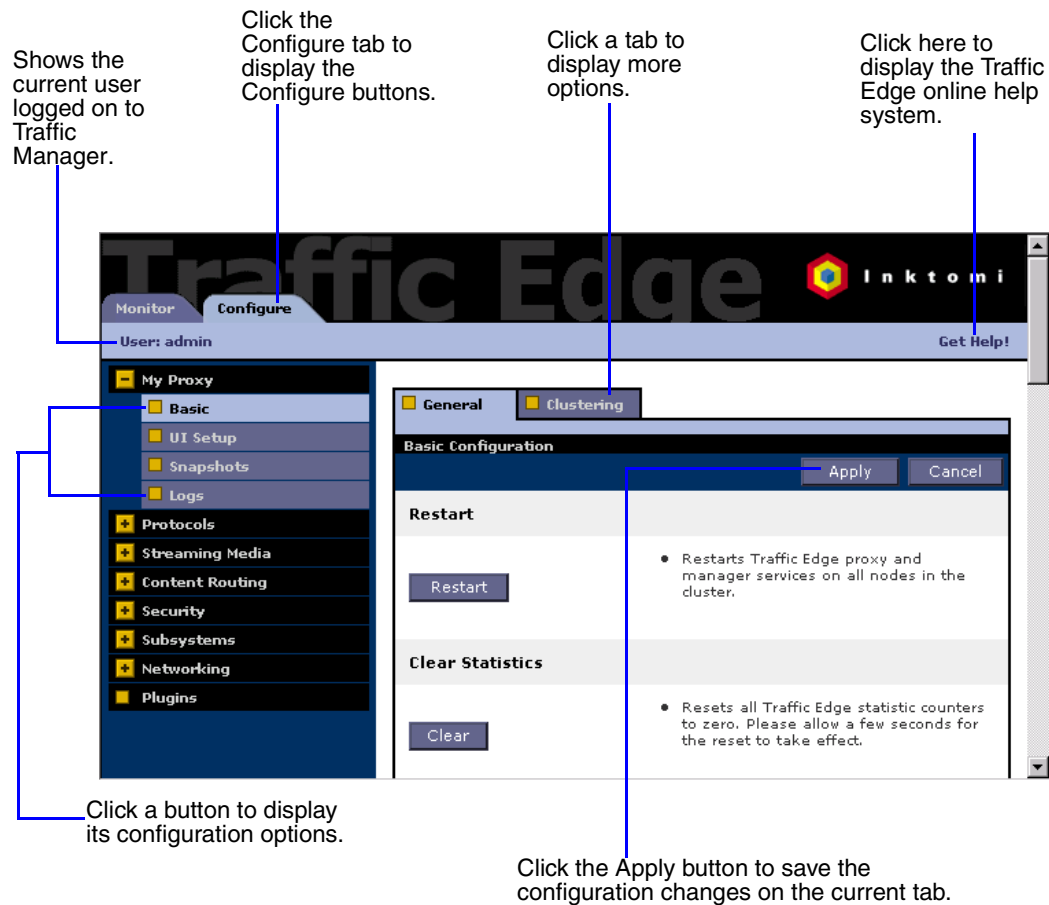 Shows the
current user
logged on to
Traffic
Manager.
Click the
Configure tab to
display the
Configure buttons.
Click a tab to
display more
options.
Click here to
display the Traffic
Edge online help
system.
Traffic Edge
Inktomi
Monitor
Configure
User: admin
Get Help!
My Proxy
Basic
UI Setup
Snapshots
Logs
Protocols
Streaming Media
Content Routing
Security
Subsystems
Networking
Plugins
General
Clustering
Basic Configuration
Apply
Cancel
Restart
Restart
• Restarts Traffic Edge proxy and
manager services on all nodes in the
cluster.
Clear Statistics
Clear
• Resets all Traffic Edge statistic counters
to zero. Please allow a few seconds for
the reset to take effect.
Click a button to display
its configuration options.
Click the Apply button to save the
configuration changes on the current tab.